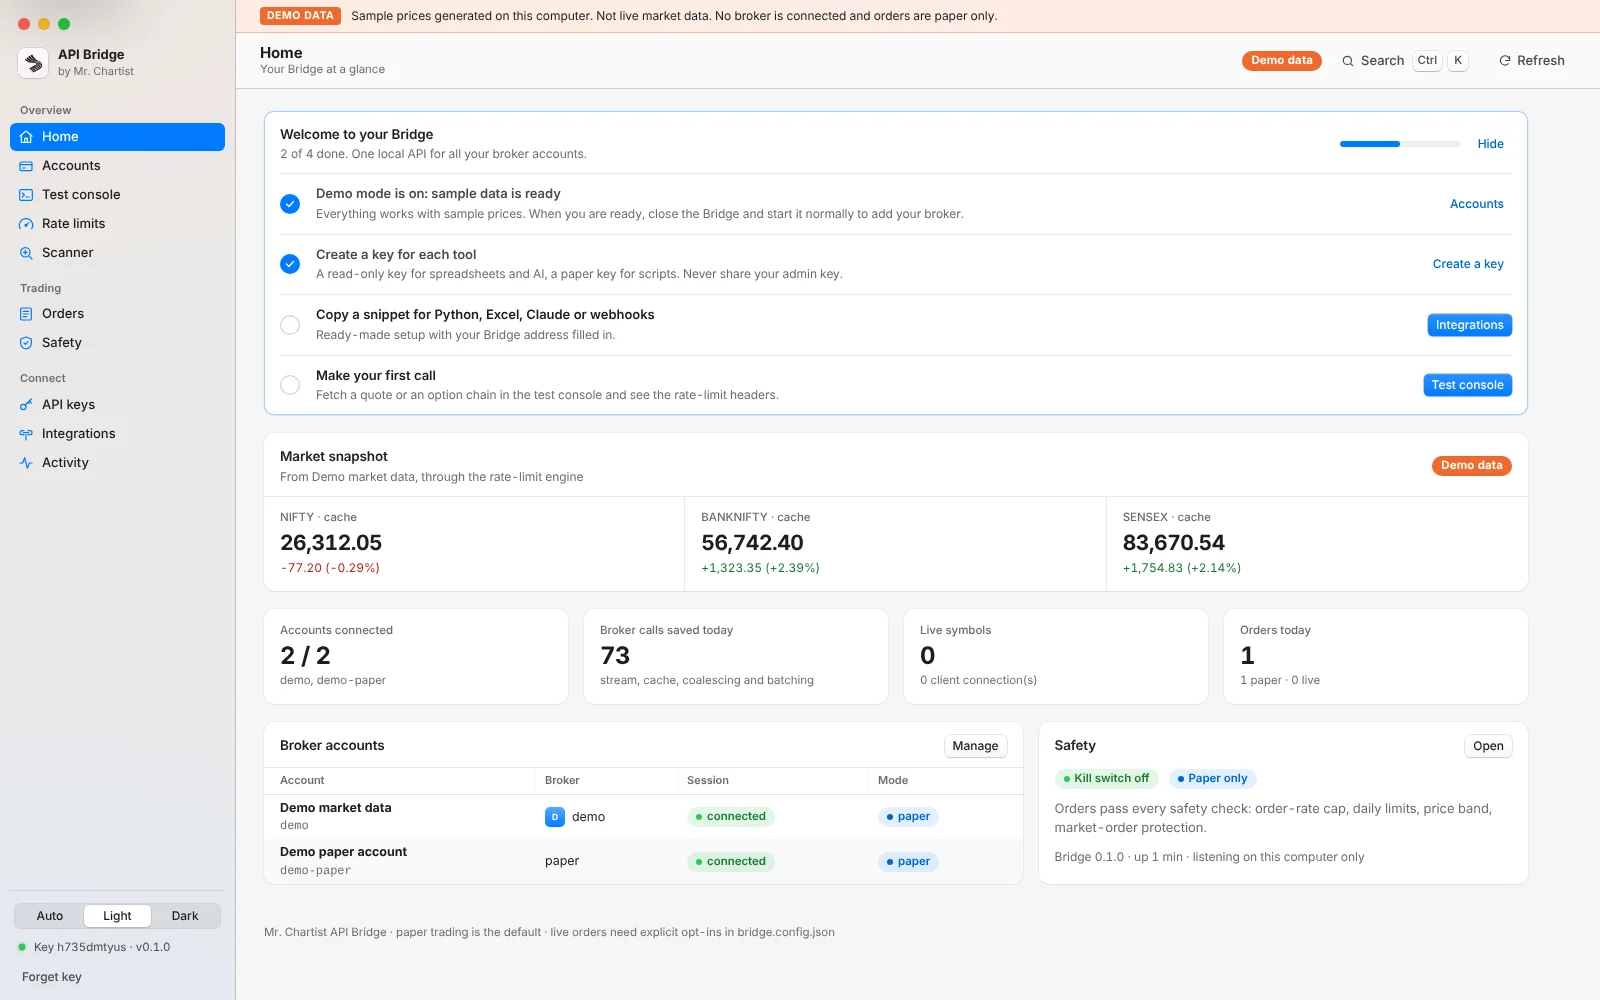 DEMO DATA Sample prices generated on this computer. Not live market data. No broker is connected and orders are paper only.
API Bridge
by Mr. Chartist
Overview
Home
Accounts
Test console
Rate limits
Scanner
Trading
Orders
Safety
Connect
API keys
Integrations
Activity
Auto Light Dark
Key h735dmtyus · v0.1.0
Forget key
Home
Your Bridge at a glance
Demo data Search Ctrl K Refresh
Welcome to your Bridge
2 of 4 done. One local API for all your broker accounts.
Hide
Demo mode is on: sample data is ready
Everything works with sample prices. When you are ready, close the Bridge and start it normally to add your broker.
Accounts
Create a key for each tool
A read-only key for spreadsheets and AI, a paper key for scripts. Never share your admin key.
Create a key
Copy a snippet for Python, Excel, Claude or webhooks
Ready-made setup with your Bridge address filled in.
Integrations
Make your first call
Fetch a quote or an option chain in the test console and see the rate-limit headers.
Test console
Market snapshot
From Demo market data, through the rate-limit engine
Demo data
NIFTY · cache
26,312.05
-77.20 (-0.29%)
BANKNIFTY · cache
56,742.40
+1,323.35 (+2.39%)
SENSEX · cache
83,670.54
+1,754.83 (+2.14%)
Accounts connected
2 / 2
demo, demo-paper
Broker calls saved today
73
stream, cache, coalescing and batching
Live symbols
0
0 client connection(s)
Orders today
1
1 paper · 0 live
Broker accounts
Manage
Account Broker Session Mode
Demo market data
demo
D demo connected paper
Demo paper account
demo-paper
paper connected paper
Safety
Open
Kill switch off Paper only
Orders pass every safety check: order-rate cap, daily limits, price band,
market-order protection.
Bridge 0.1.0 · up 1 min · listening on this computer only
Mr. Chartist API Bridge · paper trading is the default · live orders need explicit opt-ins in bridge.config.json